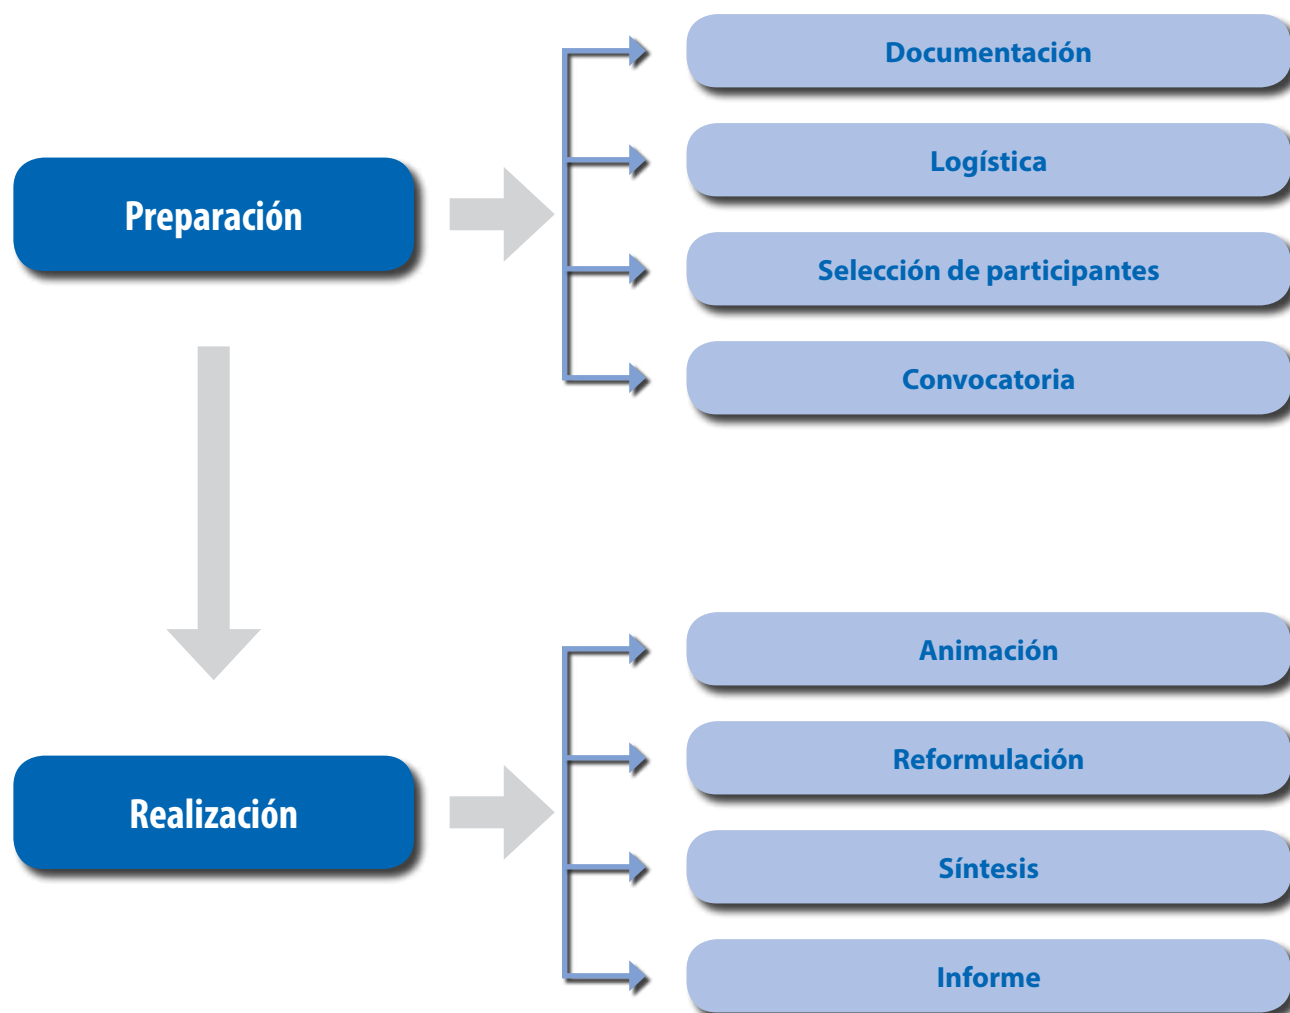 Preparación
Documentación
Logística
Selección de participantes
Convocatoria
Realización
Animación
Reformulación
Síntesis
Informe